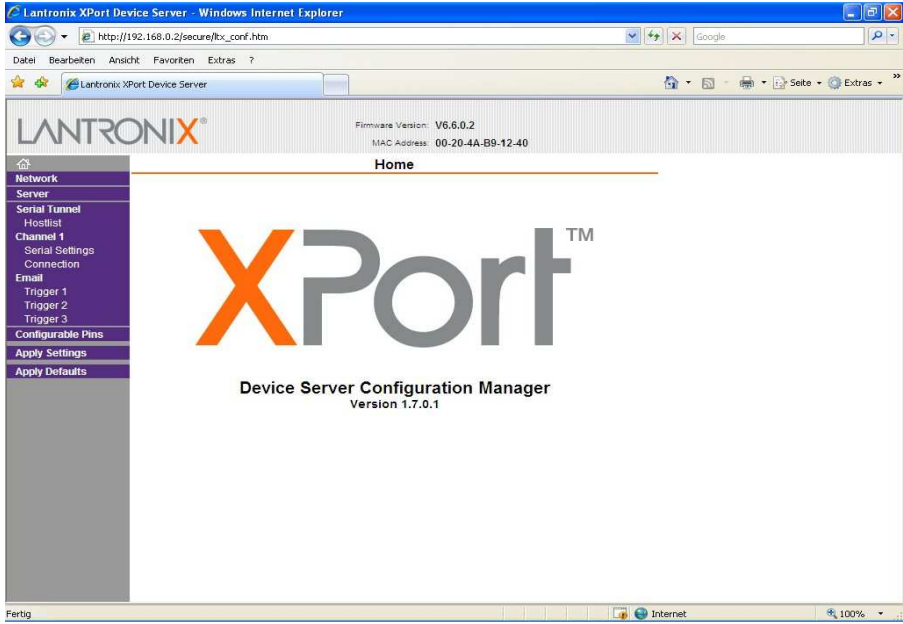 Lantronix XPort Device Server - Windows Internet Explorer
http://192.168.0.2/secure/ltx_conf.htm
Google
Datei Bearbeiten Ansicht Favoriten Extras ?
Lantronix XPort Device Server
Seite Extras »
LANTRONIX®
Firmware Version: V6.6.0.2
MAC Address: 00-20-4A-B9-12-40
Home
Network
Server
Serial Tunnel
Hostlist
Channel 1
Serial Settings
Connection
Email
Trigger 1
Trigger 2
Trigger 3
Configurable Pins
Apply Settings
Apply Defaults
XPort™
Device Server Configuration Manager
Version 1.7.0.1
Fertig
Internet
100%